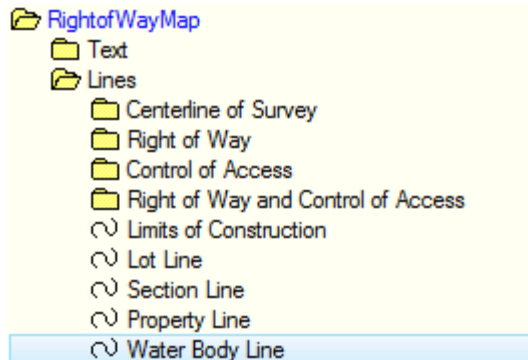 RightofWayMap
Text
Lines
Centerline of Survey
Right of Way
Control of Access
Right of Way and Control of Access
Limits of Construction
Lot Line
Section Line
Property Line
Water Body Line